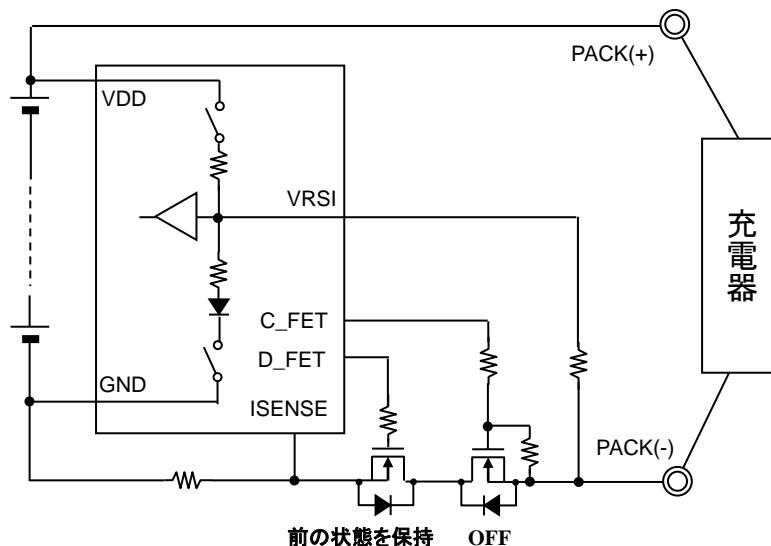 PACK(+)
VDD
VRSI
充電器
C_FET
D_FET
GND
ISENSE
PACK(-)
前の状態を保持 OFF